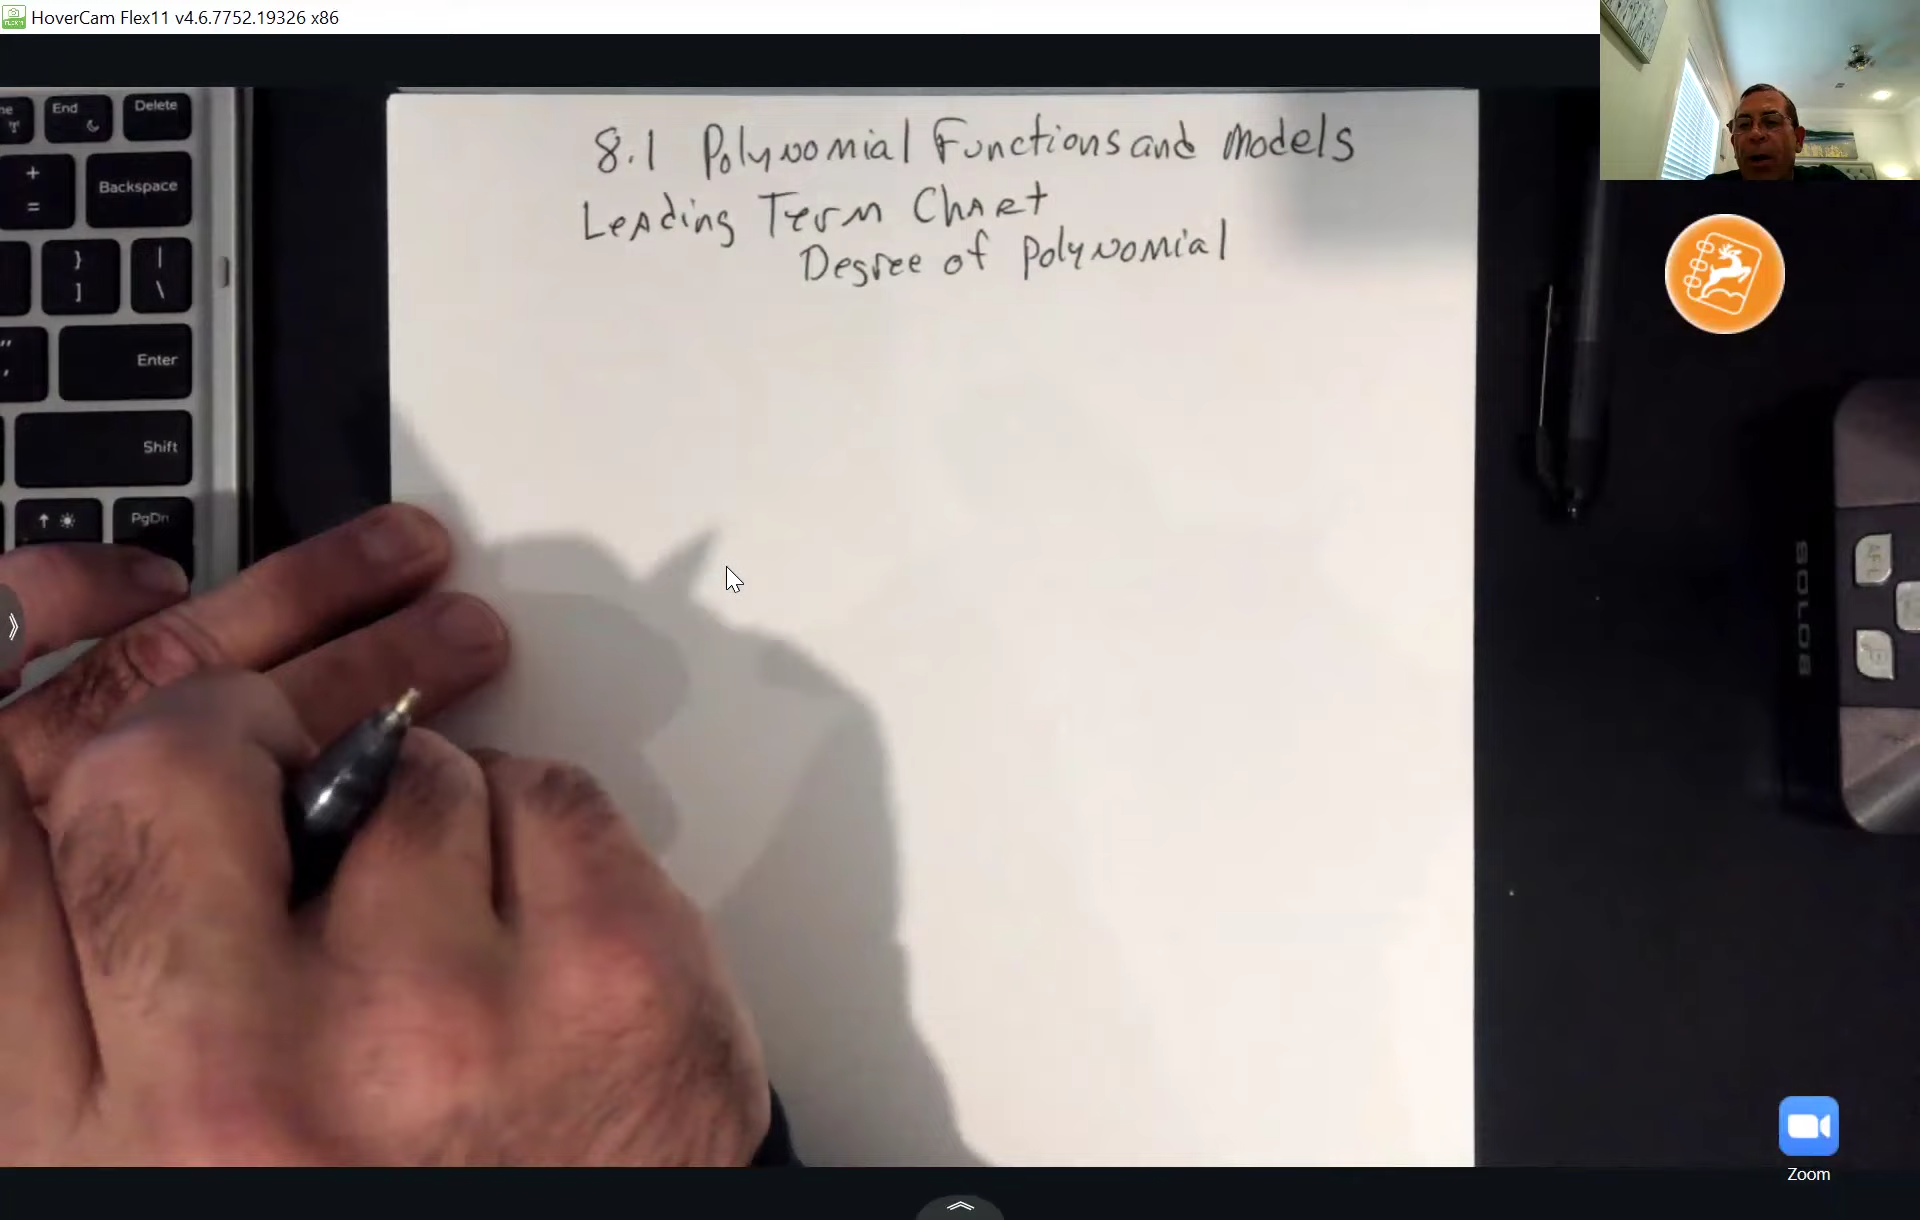 HoverCam Flex11 v4.6.7752.19326 x86
End
Delete
+
=
Backspace
}
]
|
\
"
,
Enter
Shift
PgDn
8.1 Polynomial Functions and Models
Leading Term Chart
Degree of Polynomial
Zoom